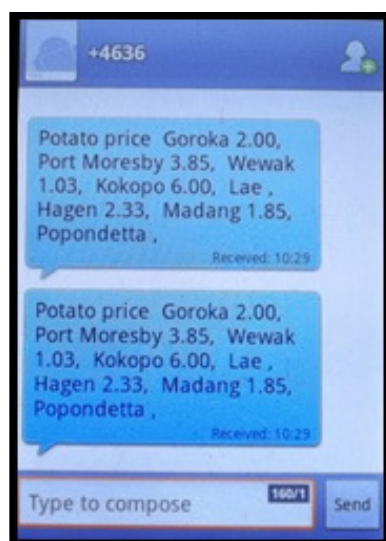 +4636
Potato price  Goroka 2.00,
Port Moresby 3.85,  Wewak
1.03,  Kokopo 6.00,  Lae ,
Hagen 2.33,  Madang 1.85,
Popondetta ,
Received: 10:29
Potato price  Goroka 2.00,
Port Moresby 3.85,  Wewak
1.03,  Kokopo 6.00,  Lae ,
Hagen 2.33,  Madang 1.85,
Popondetta ,
Received: 10:29
Type to compose
160/1
Send